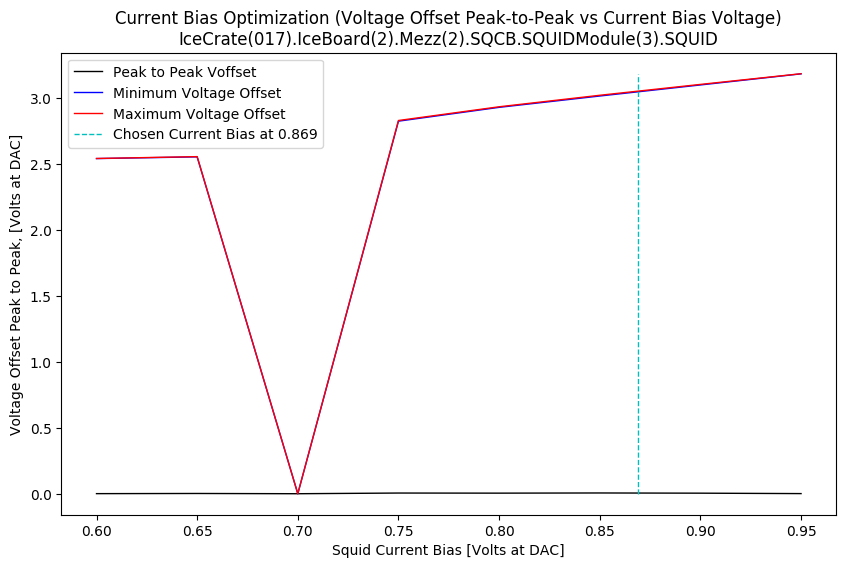 Current Bias Optimization (Voltage Offset Peak-to-Peak vs Current Bias Voltage)
IceCrate(017).IceBoard(2).Mezz(2).SQCB.SQUIDModule(3).SQUID
Peak to Peak Voffset
Minimum Voltage Offset
Maximum Voltage Offset
Chosen Current Bias at 0.869
Voltage Offset Peak to Peak, [Volts at DAC]
3.0
2.5
2.0
1.5
1.0
0.5
0.0
0.60 0.65 0.70 0.75 0.80 0.85 0.90 0.95
Squid Current Bias [Volts at DAC]